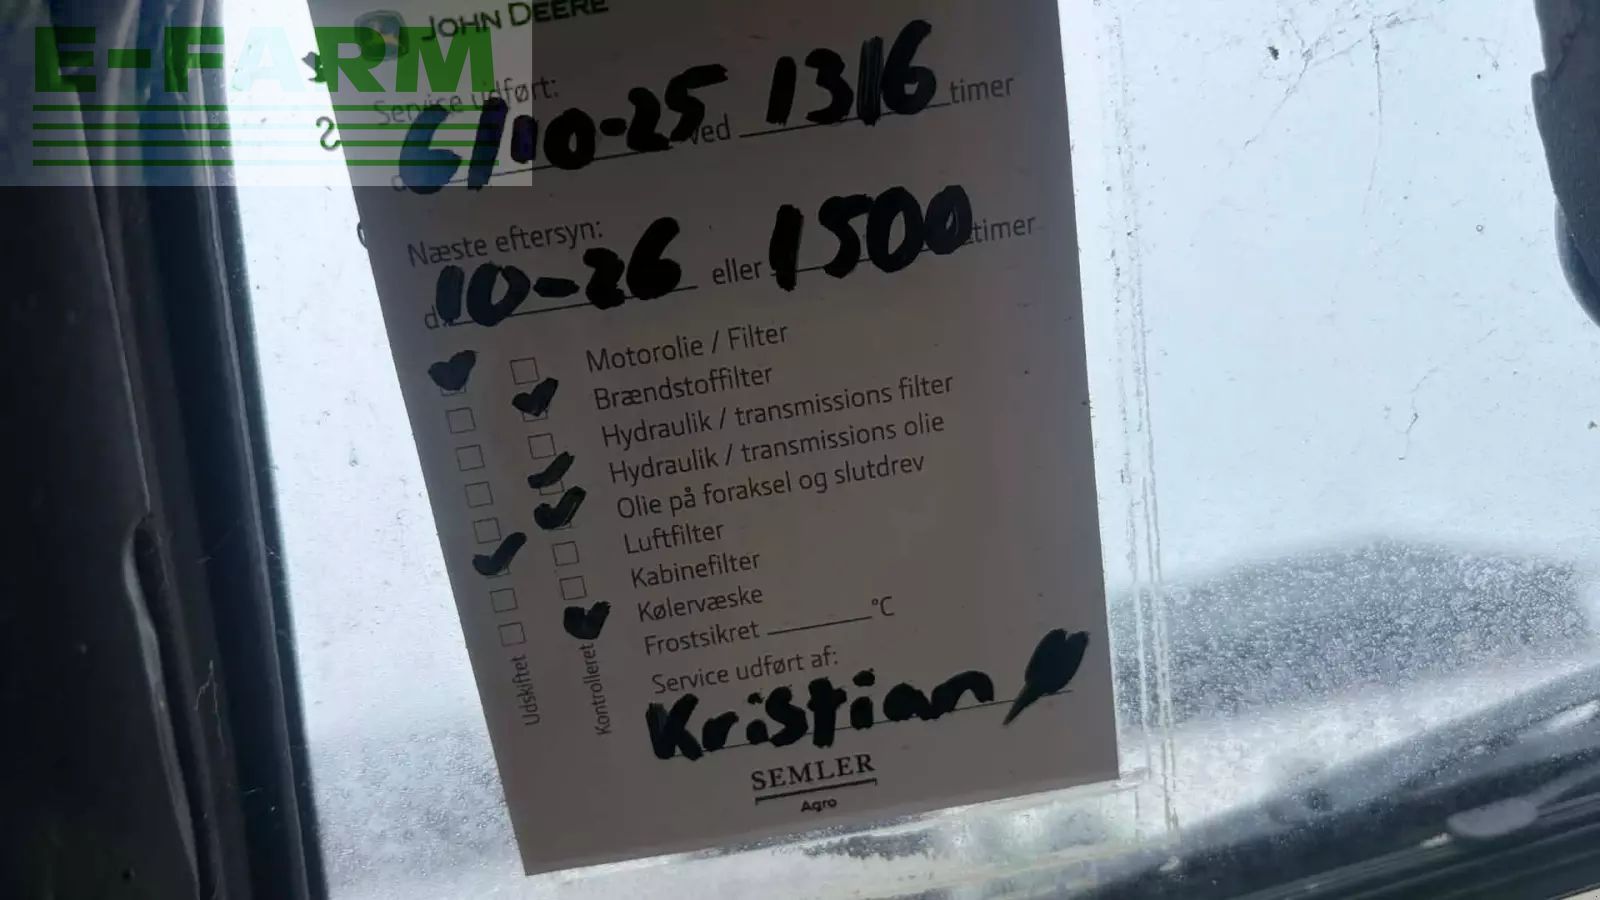 E-FARM
JOHN DEERE
Service udført:
6/10-25 ved 1316 timer
Næste eftersyn:
d. 10-26 eller 1500 timer
Motorolie / Filter
Brændstoffilter
Hydraulik / transmissions filter
Hydraulik / transmissions olie
Olie på foraksel og slutdrev
Luftfilter
Kabinefilter
Kølervæske
Frostsikret °C
Udskiftet
Kontrolleret
Service udført af:
Kristian
SEMLER
Agro